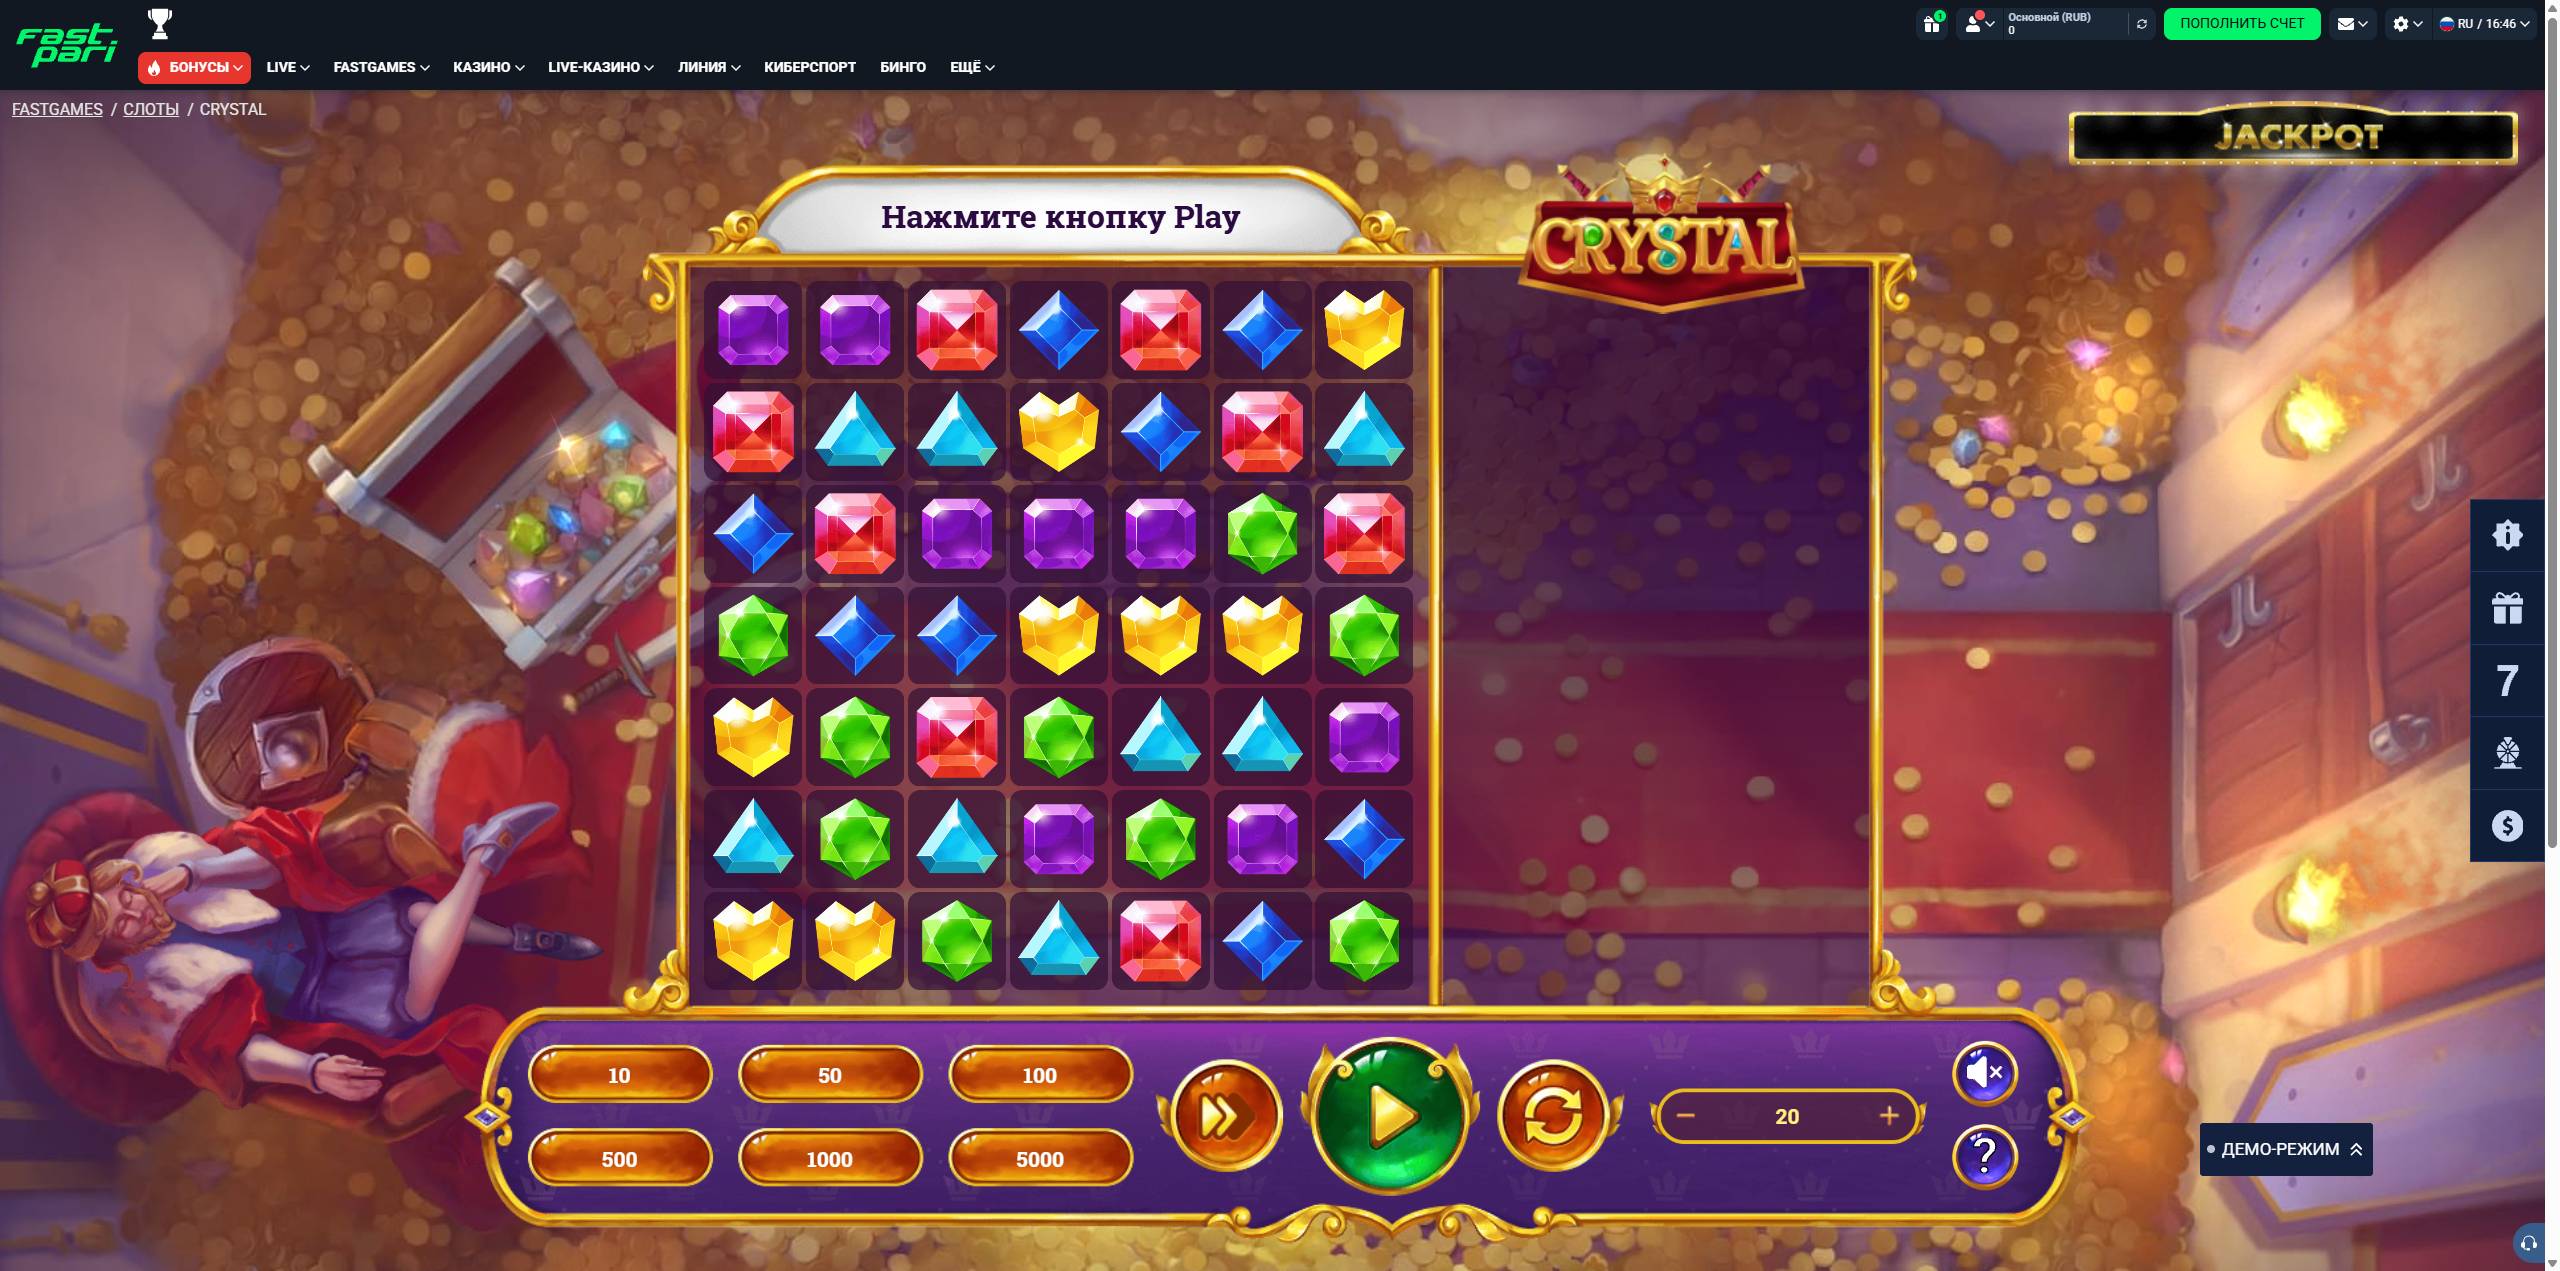 fast
pari
1
Основной (RUB)
0
ПОПОЛНИТЬ СЧЕТ
RU / 16:46
БОНУСЫ
LIVE
FASTGAMES
КАЗИНО
LIVE-КАЗИНО
ЛИНИЯ
КИБЕРСПОРТ
БИНГО
ЕЩЁ
FASTGAMES / СЛОТЫ / CRYSTAL
JACKPOT
Нажмите кнопку Play
CRYSTAL
7
10
50
100
500
1000
5000
20
?
ДЕМО-РЕЖИМ